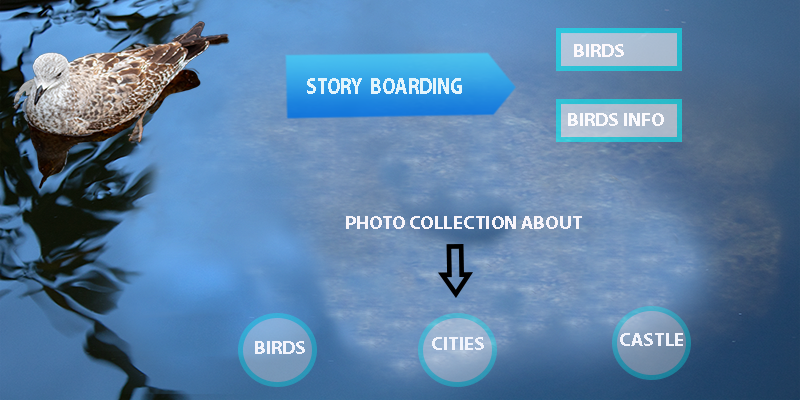 STORY BOARDING
BIRDS
BIRDS INFO
PHOTO COLLECTION ABOUT
BIRDS
CITIES
CASTLE